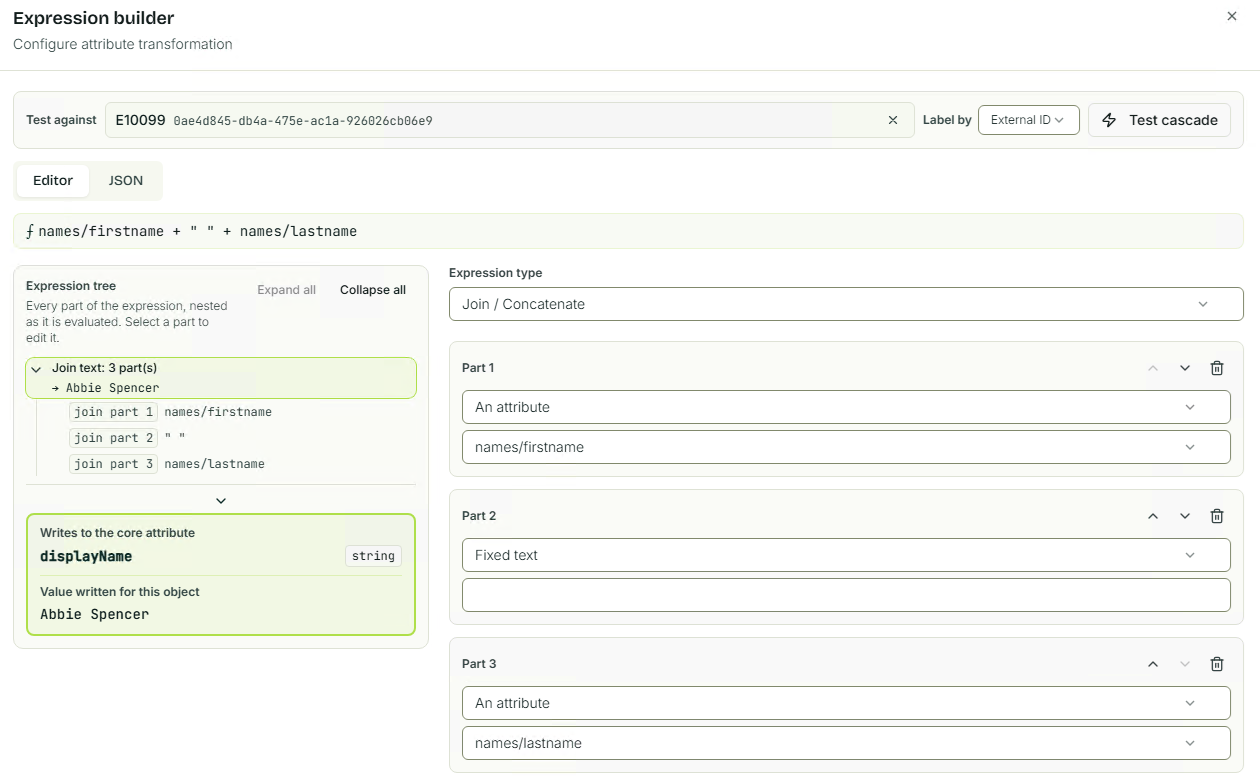 Expression builder
Configure attribute transformation
Test against
E10099 0ae4d845-db4a-475e-ac1a-926026cb06e9
Label by
External ID
Test cascade
Editor
JSON
ƒ names/firstname + " " + names/lastname
Expression tree
Expand all
Collapse all
Every part of the expression, nested
as it is evaluated. Select a part to
edit it.
Join text: 3 part(s)
→ Abbie Spencer
join part 1 names/firstname
join part 2 " "
join part 3 names/lastname
Writes to the core attribute
displayName
string
Value written for this object
Abbie Spencer
Expression type
Join / Concatenate
Part 1
An attribute
names/firstname
Part 2
Fixed text
Part 3
An attribute
names/lastname